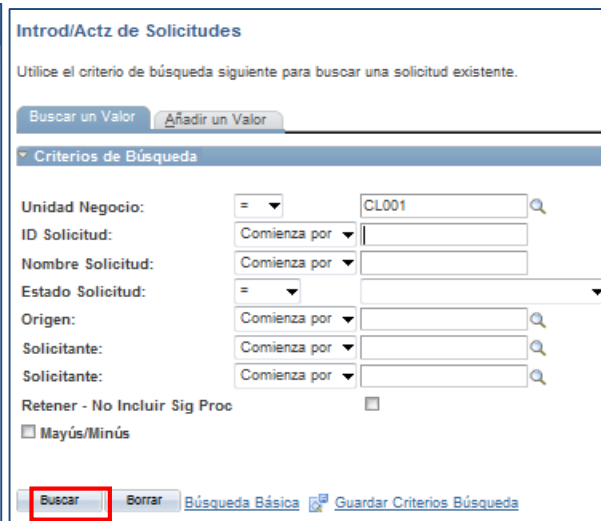 Introd/Actz de Solicitudes
Utilice el criterio de búsqueda siguiente para buscar una solicitud existente.
Buscar un Valor Añadir un Valor
Criterios de Búsqueda
Unidad Negocio: = CL001
ID Solicitud: Comienza por
Nombre Solicitud: Comienza por
Estado Solicitud: =
Origen: Comienza por
Solicitante: Comienza por
Solicitante: Comienza por
Retener - No Incluir Sig Proc
Mayús/Minús
Buscar Borrar Búsqueda Básica Guardar Criterios Búsqueda